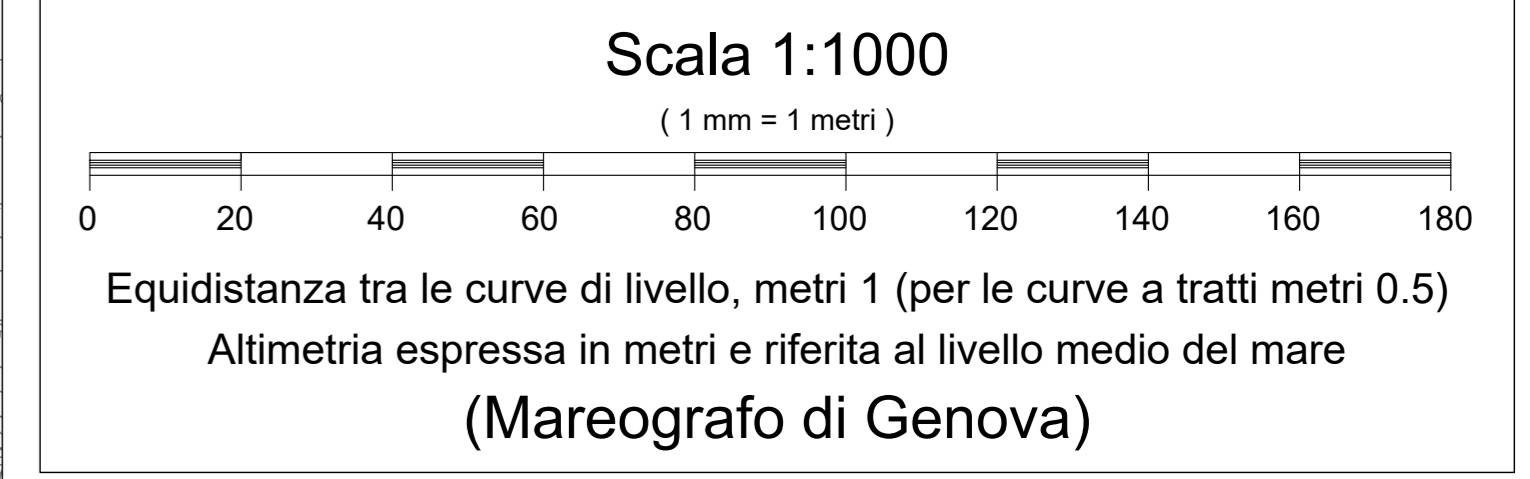 Scala 1:1000
( 1 mm = 1 metri )
0 20 40 60 80 100 120 140 160 180
Equidistanza tra le curve di livello, metri 1 (per le curve a tratti metri 0.5)
Altimetria espressa in metri e riferita al livello medio del mare
(Mareografo di Genova)